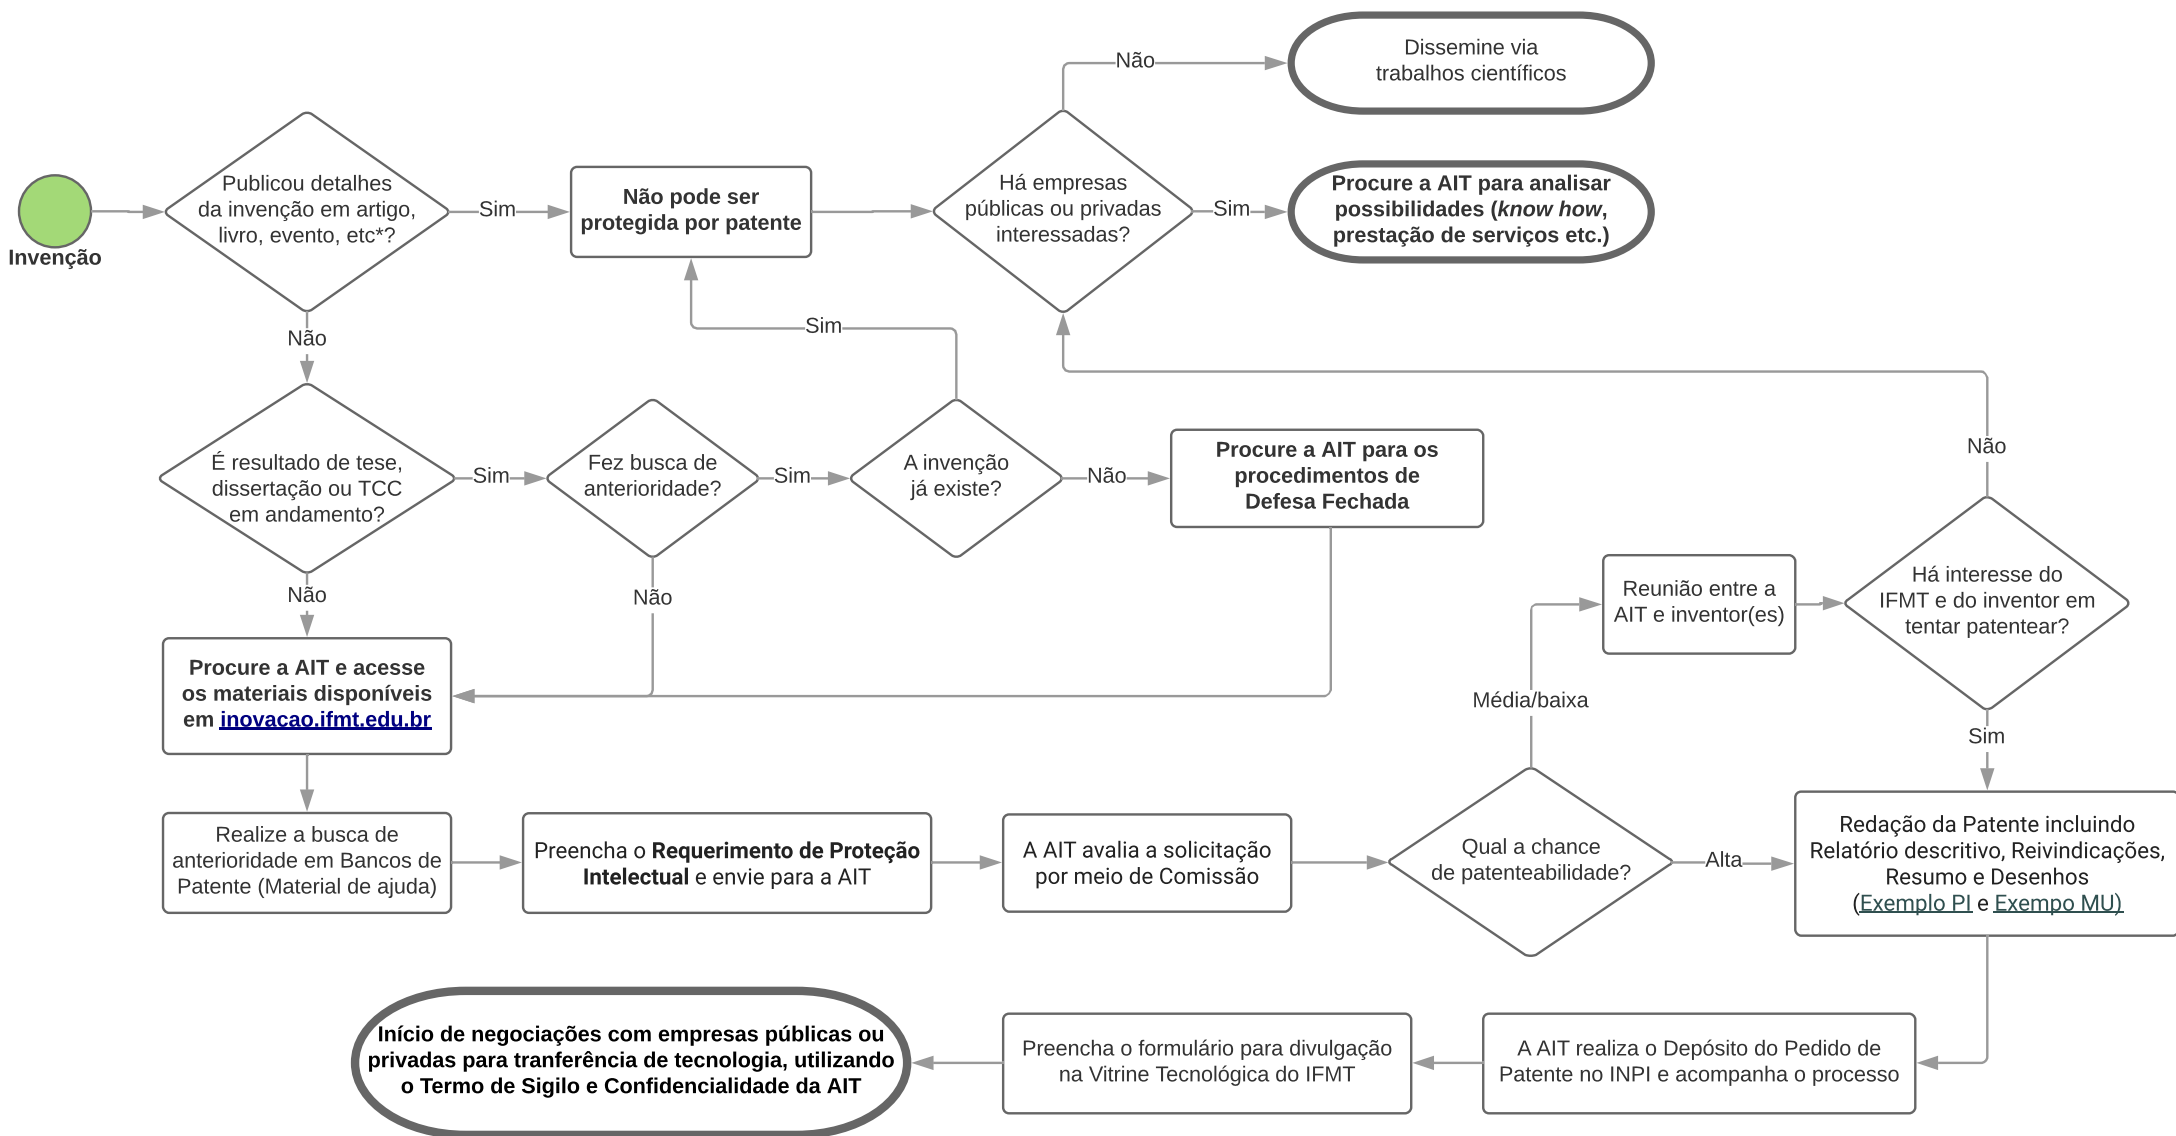 Dissemine via
trabalhos científicos
Não
Publicou detalhes
da invenção em artigo,
livro, evento, etc*?
Sim
Não pode ser
protegida por patente
Há empresas
públicas ou privadas
interessadas?
Sim
Procure a AIT para analisar
possibilidades (know how,
prestação de serviços etc.)
Invenção
Não
Sim
É resultado de tese,
dissertação ou TCC
em andamento?
Sim
Fez busca de
anterioridade?
Sim
A invenção
já existe?
Não
Procure a AIT para os
procedimentos de
Defesa Fechada
Não
Não
Não
Reunião entre a
AIT e inventor(es)
Há interesse do
IFMT e do inventor em
tentar patentear?
Procure a AIT e acesse
os materiais disponíveis
em inovacao.ifmt.edu.br
Média/baixa
Sim
Realize a busca de
anterioridade em Bancos de
Patente (Material de ajuda)
Preencha o Requerimento de Proteção
Intelectual e envie para a AIT
A AIT avalia a solicitação
por meio de Comissão
Qual a chance
de patenteabilidade?
Alta
Redação da Patente incluindo
Relatório descritivo, Reivindicações,
Resumo e Desenhos
(Exemplo PI e Exempo MU)
Início de negociações com empresas públicas ou
privadas para tranferência de tecnologia, utilizando
o Termo de Sigilo e Confidencialidade da AIT
Preencha o formulário para divulgação
na Vitrine Tecnológica do IFMT
A AIT realiza o Depósito do Pedido de
Patente no INPI e acompanha o processo